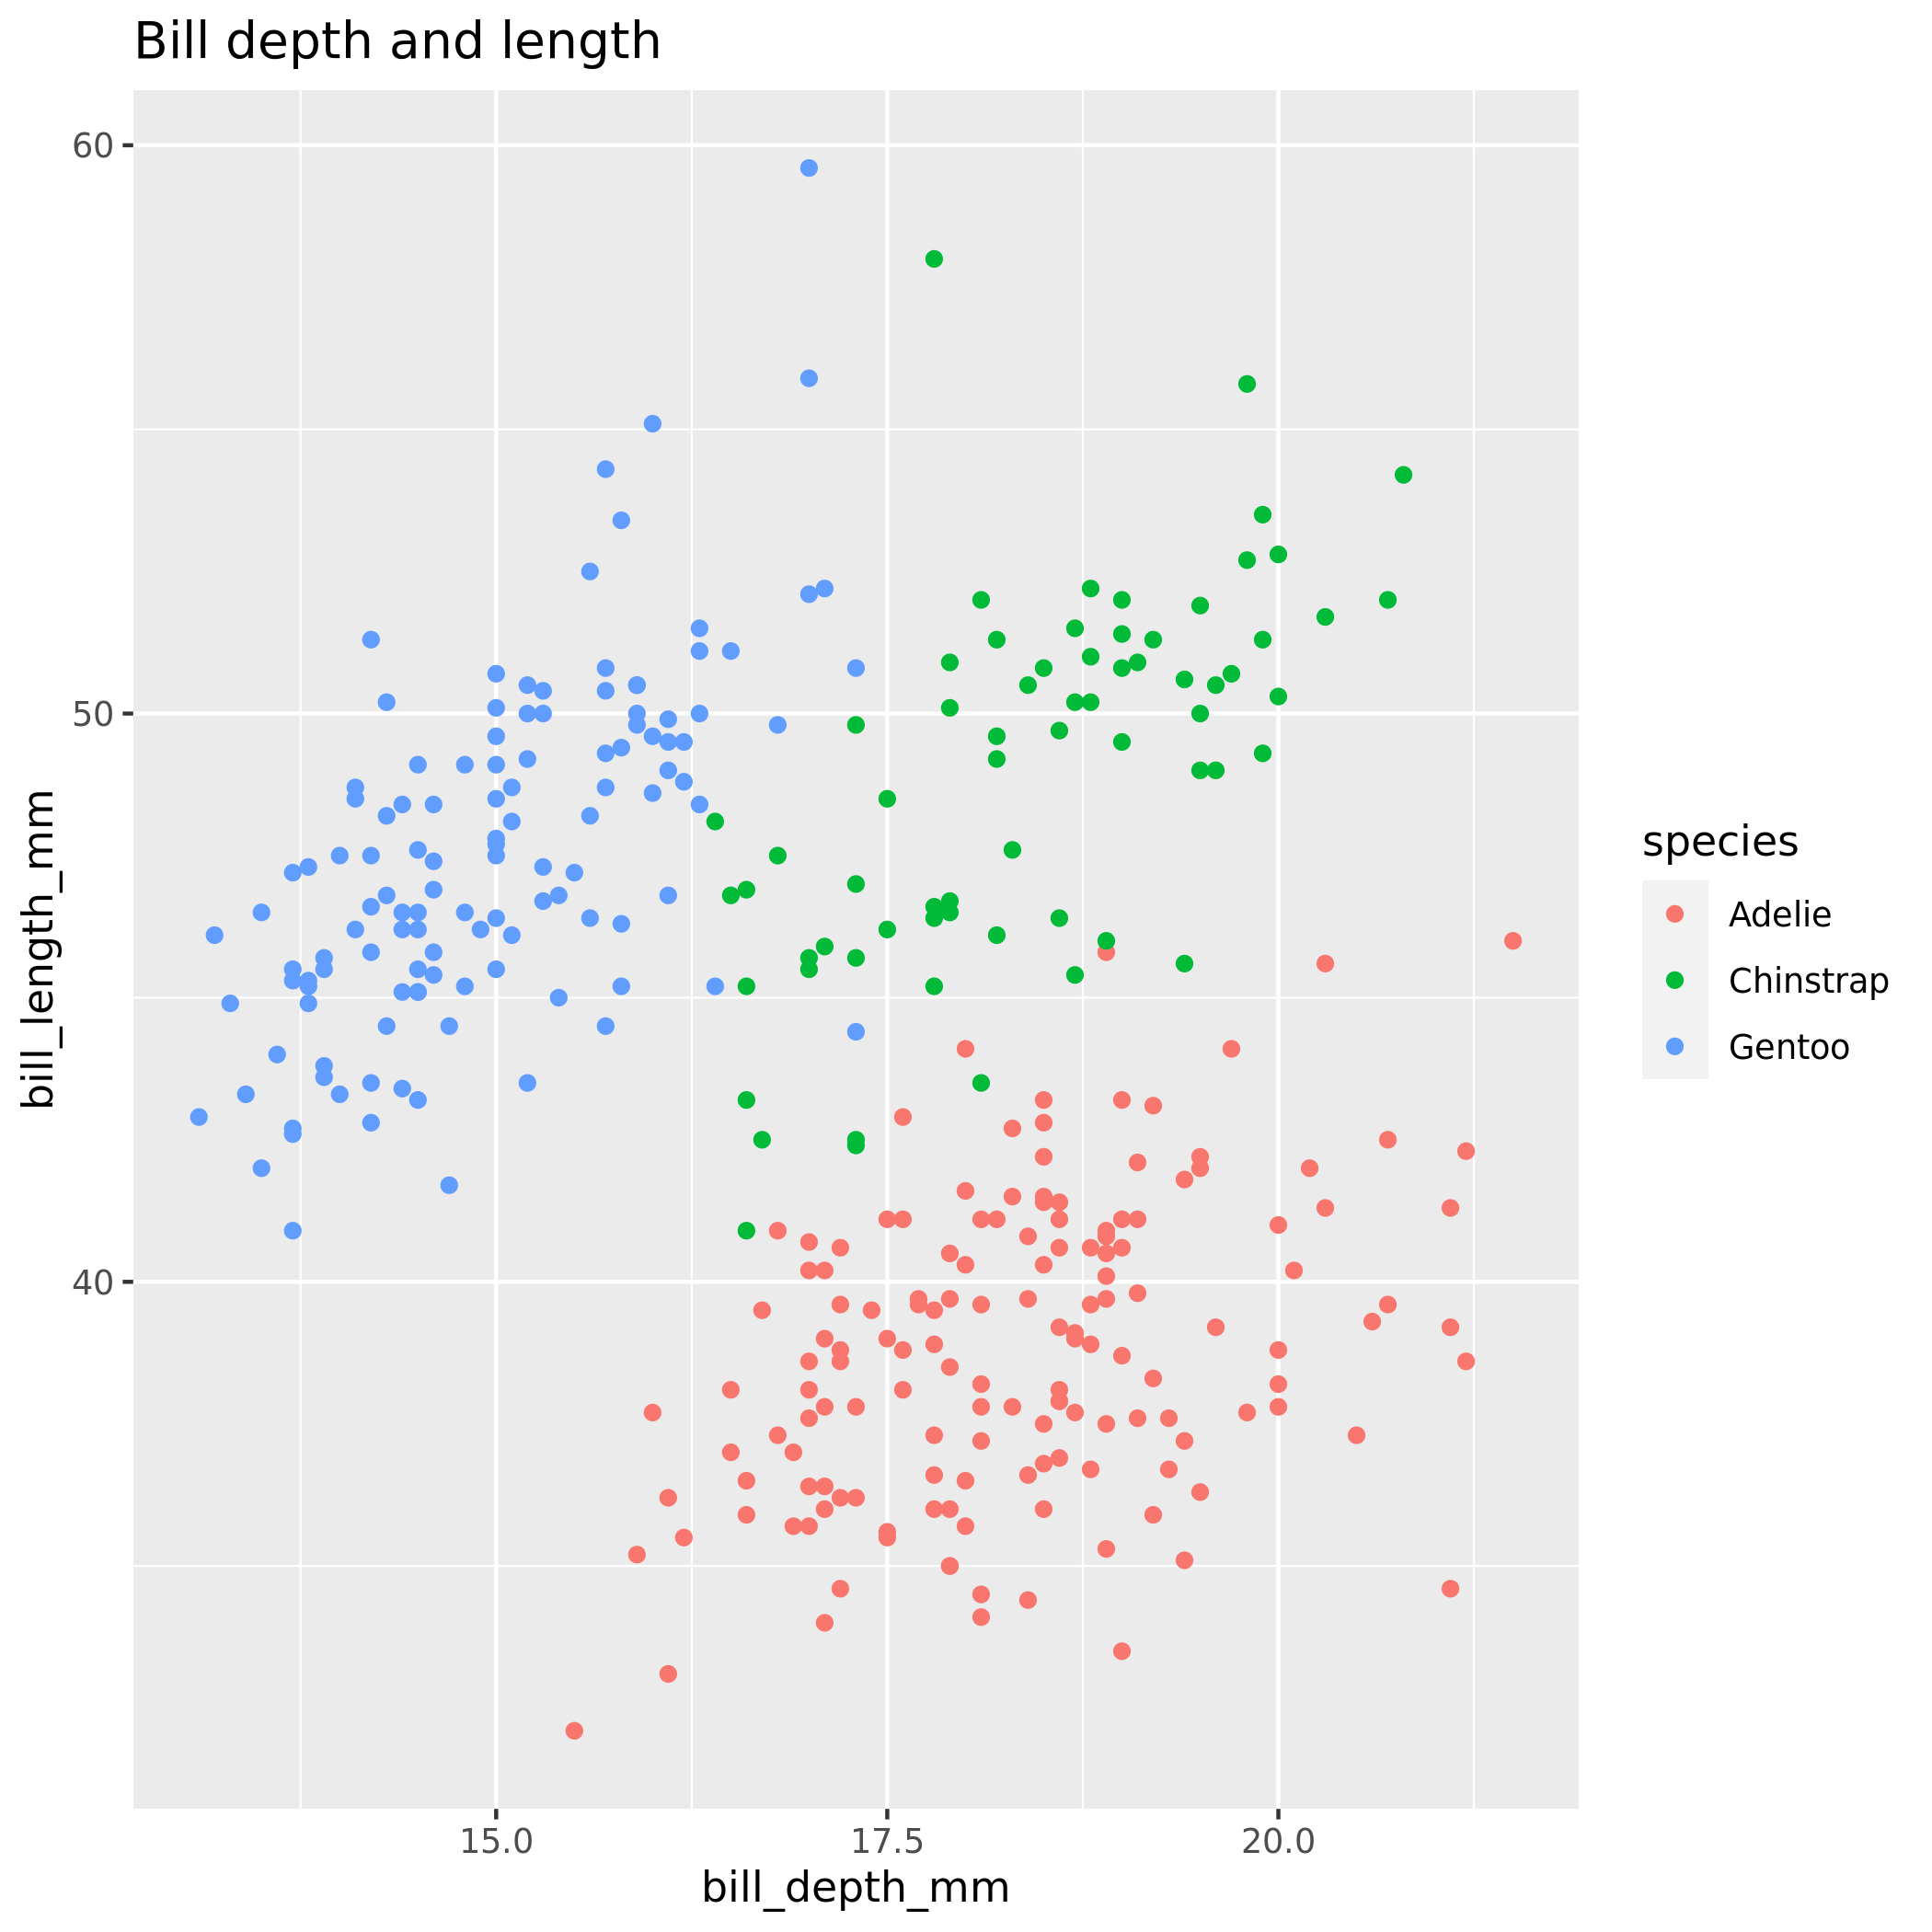 Bill depth and length
60
50
40
bill_length_mm
15.0 17.5 20.0
bill_depth_mm
species
Adelie
Chinstrap
Gentoo